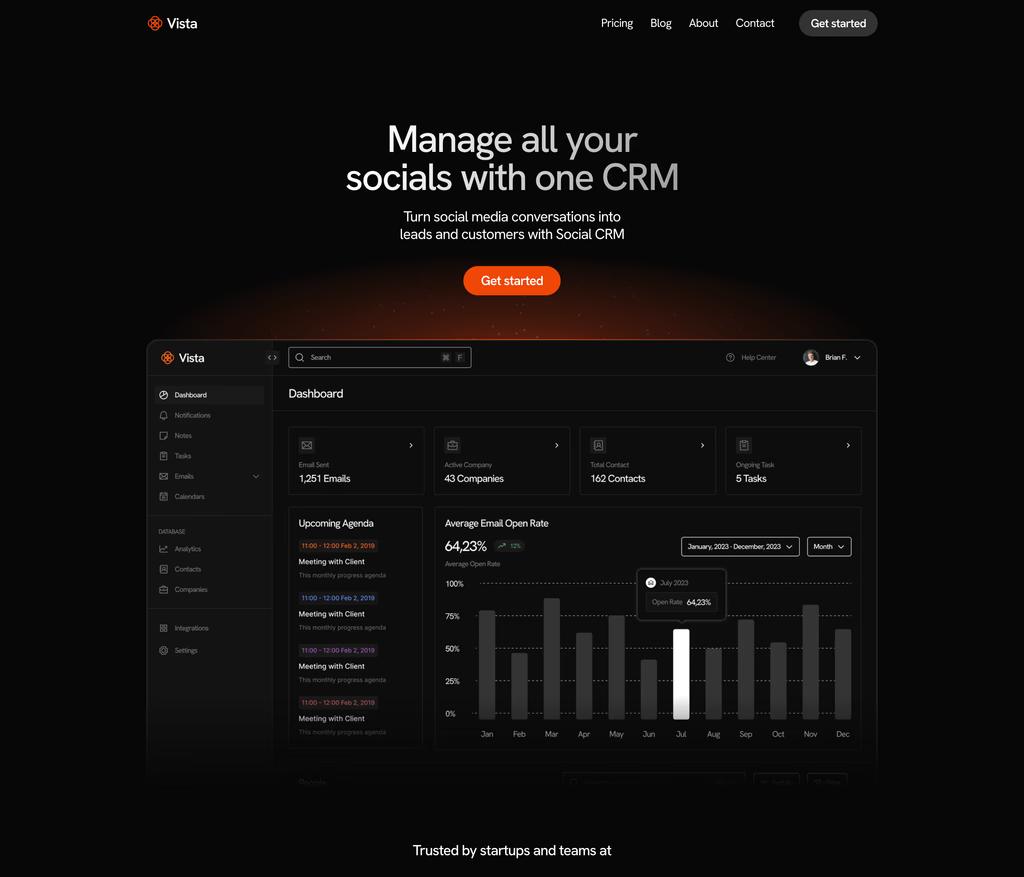 Vista
Pricing
Blog
About
Contact
Get started
Manage all your
socials with one CRM
Turn social media conversations into
leads and customers with Social CRM
Get started
Vista
Search
⌘ F
Help Center
Brian F.
Dashboard
Notifications
Notes
Tasks
Emails
Calendars
DATABASE
Analytics
Contacts
Companies
Integrations
Settings
Dashboard
Email Sent
1,251 Emails
Active Company
43 Companies
Total Contact
162 Contacts
Ongoing Task
5 Tasks
Upcoming Agenda
11:00 - 12:00 Feb 2, 2019
Meeting with Client
This monthly progress agenda
11:00 - 12:00 Feb 2, 2019
Meeting with Client
This monthly progress agenda
11:00 - 12:00 Feb 2, 2019
Meeting with Client
This monthly progress agenda
11:00 - 12:00 Feb 2, 2019
Meeting with Client
This monthly progress agenda
Average Email Open Rate
64,23%
12%
Average Open Rate
January, 2023 - December, 2023
Month
July 2023
Open Rate 64,23%
100%
75%
50%
25%
0%
Jan Feb Mar Apr May Jun Jul Aug Sep Oct Nov Dec
Trusted by startups and teams at